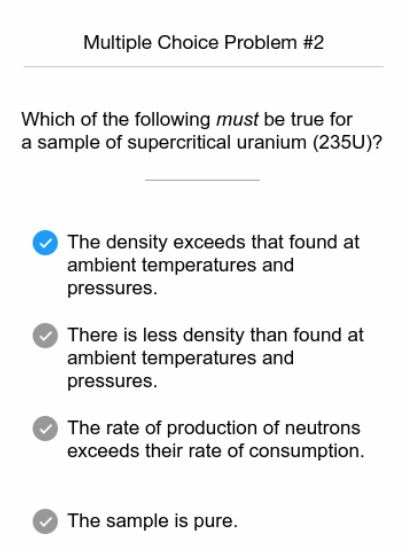 Multiple Choice Problem #2
Which of the following must be true for
a sample of supercritical uranium (235U)?
The density exceeds that found at
ambient temperatures and
pressures.
There is less density than found at
ambient temperatures and
pressures.
The rate of production of neutrons
exceeds their rate of consumption.
The sample is pure.